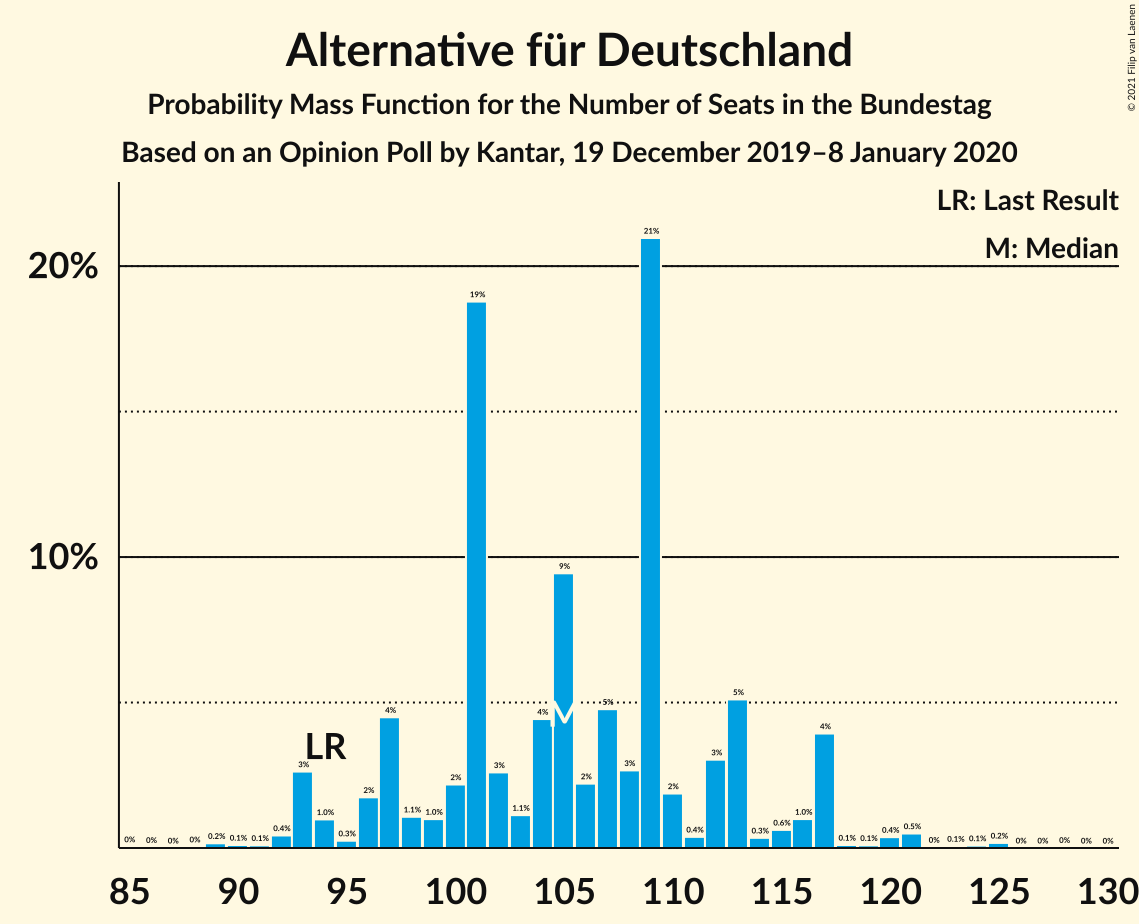 Alternative für Deutschland
Probability Mass Function for the Number of Seats in the Bundestag
Based on an Opinion Poll by Kantar, 19 December 2019–8 January 2020
© 2021 Filip van Laenen
LR: Last Result
M: Median
20%
10%
0% 0% 0% 0% 0.2% 0.1% 0.1% 0.4% 3% 1.0% 0.3% 2% 4% 1.1% 1.0% 2% 19% 3% 1.1% 4% 9% 2% 5% 3% 21% 2% 0.4% 3% 5% 0.3% 0.6% 1.0% 4% 0.1% 0.1% 0.4% 0.5% 0% 0.1% 0.1% 0.2% 0% 0% 0% 0% 0%
LR
M
85 90 95 100 105 110 115 120 125 130